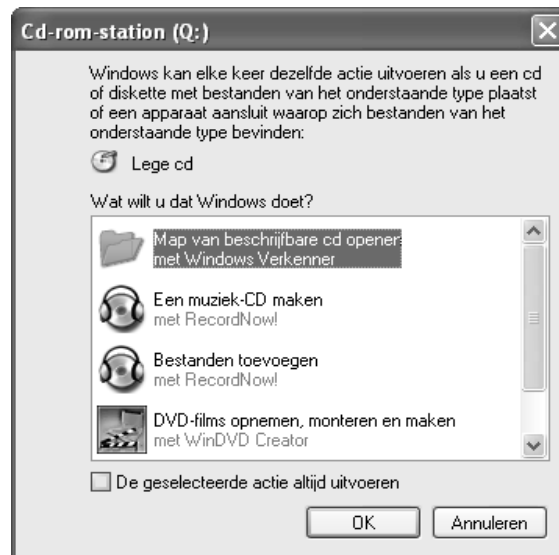 Cd-rom-station (Q:)
Windows kan elke keer dezelfde actie uitvoeren als u een cd
of diskette met bestanden van het onderstaande type plaatst
of een apparaat aansluit waarop zich bestanden van het
onderstaande type bevinden:
Lege cd
Wat wilt u dat Windows doet?
Map van beschrijfbare cd openen
met Windows Verkenner
Een muziek-CD maken
met RecordNow!
Bestanden toevoegen
met RecordNow!
DVD-films opnemen, monteren en maken
met WinDVD Creator
De geselecteerde actie altijd uitvoeren
OK
Annuleren